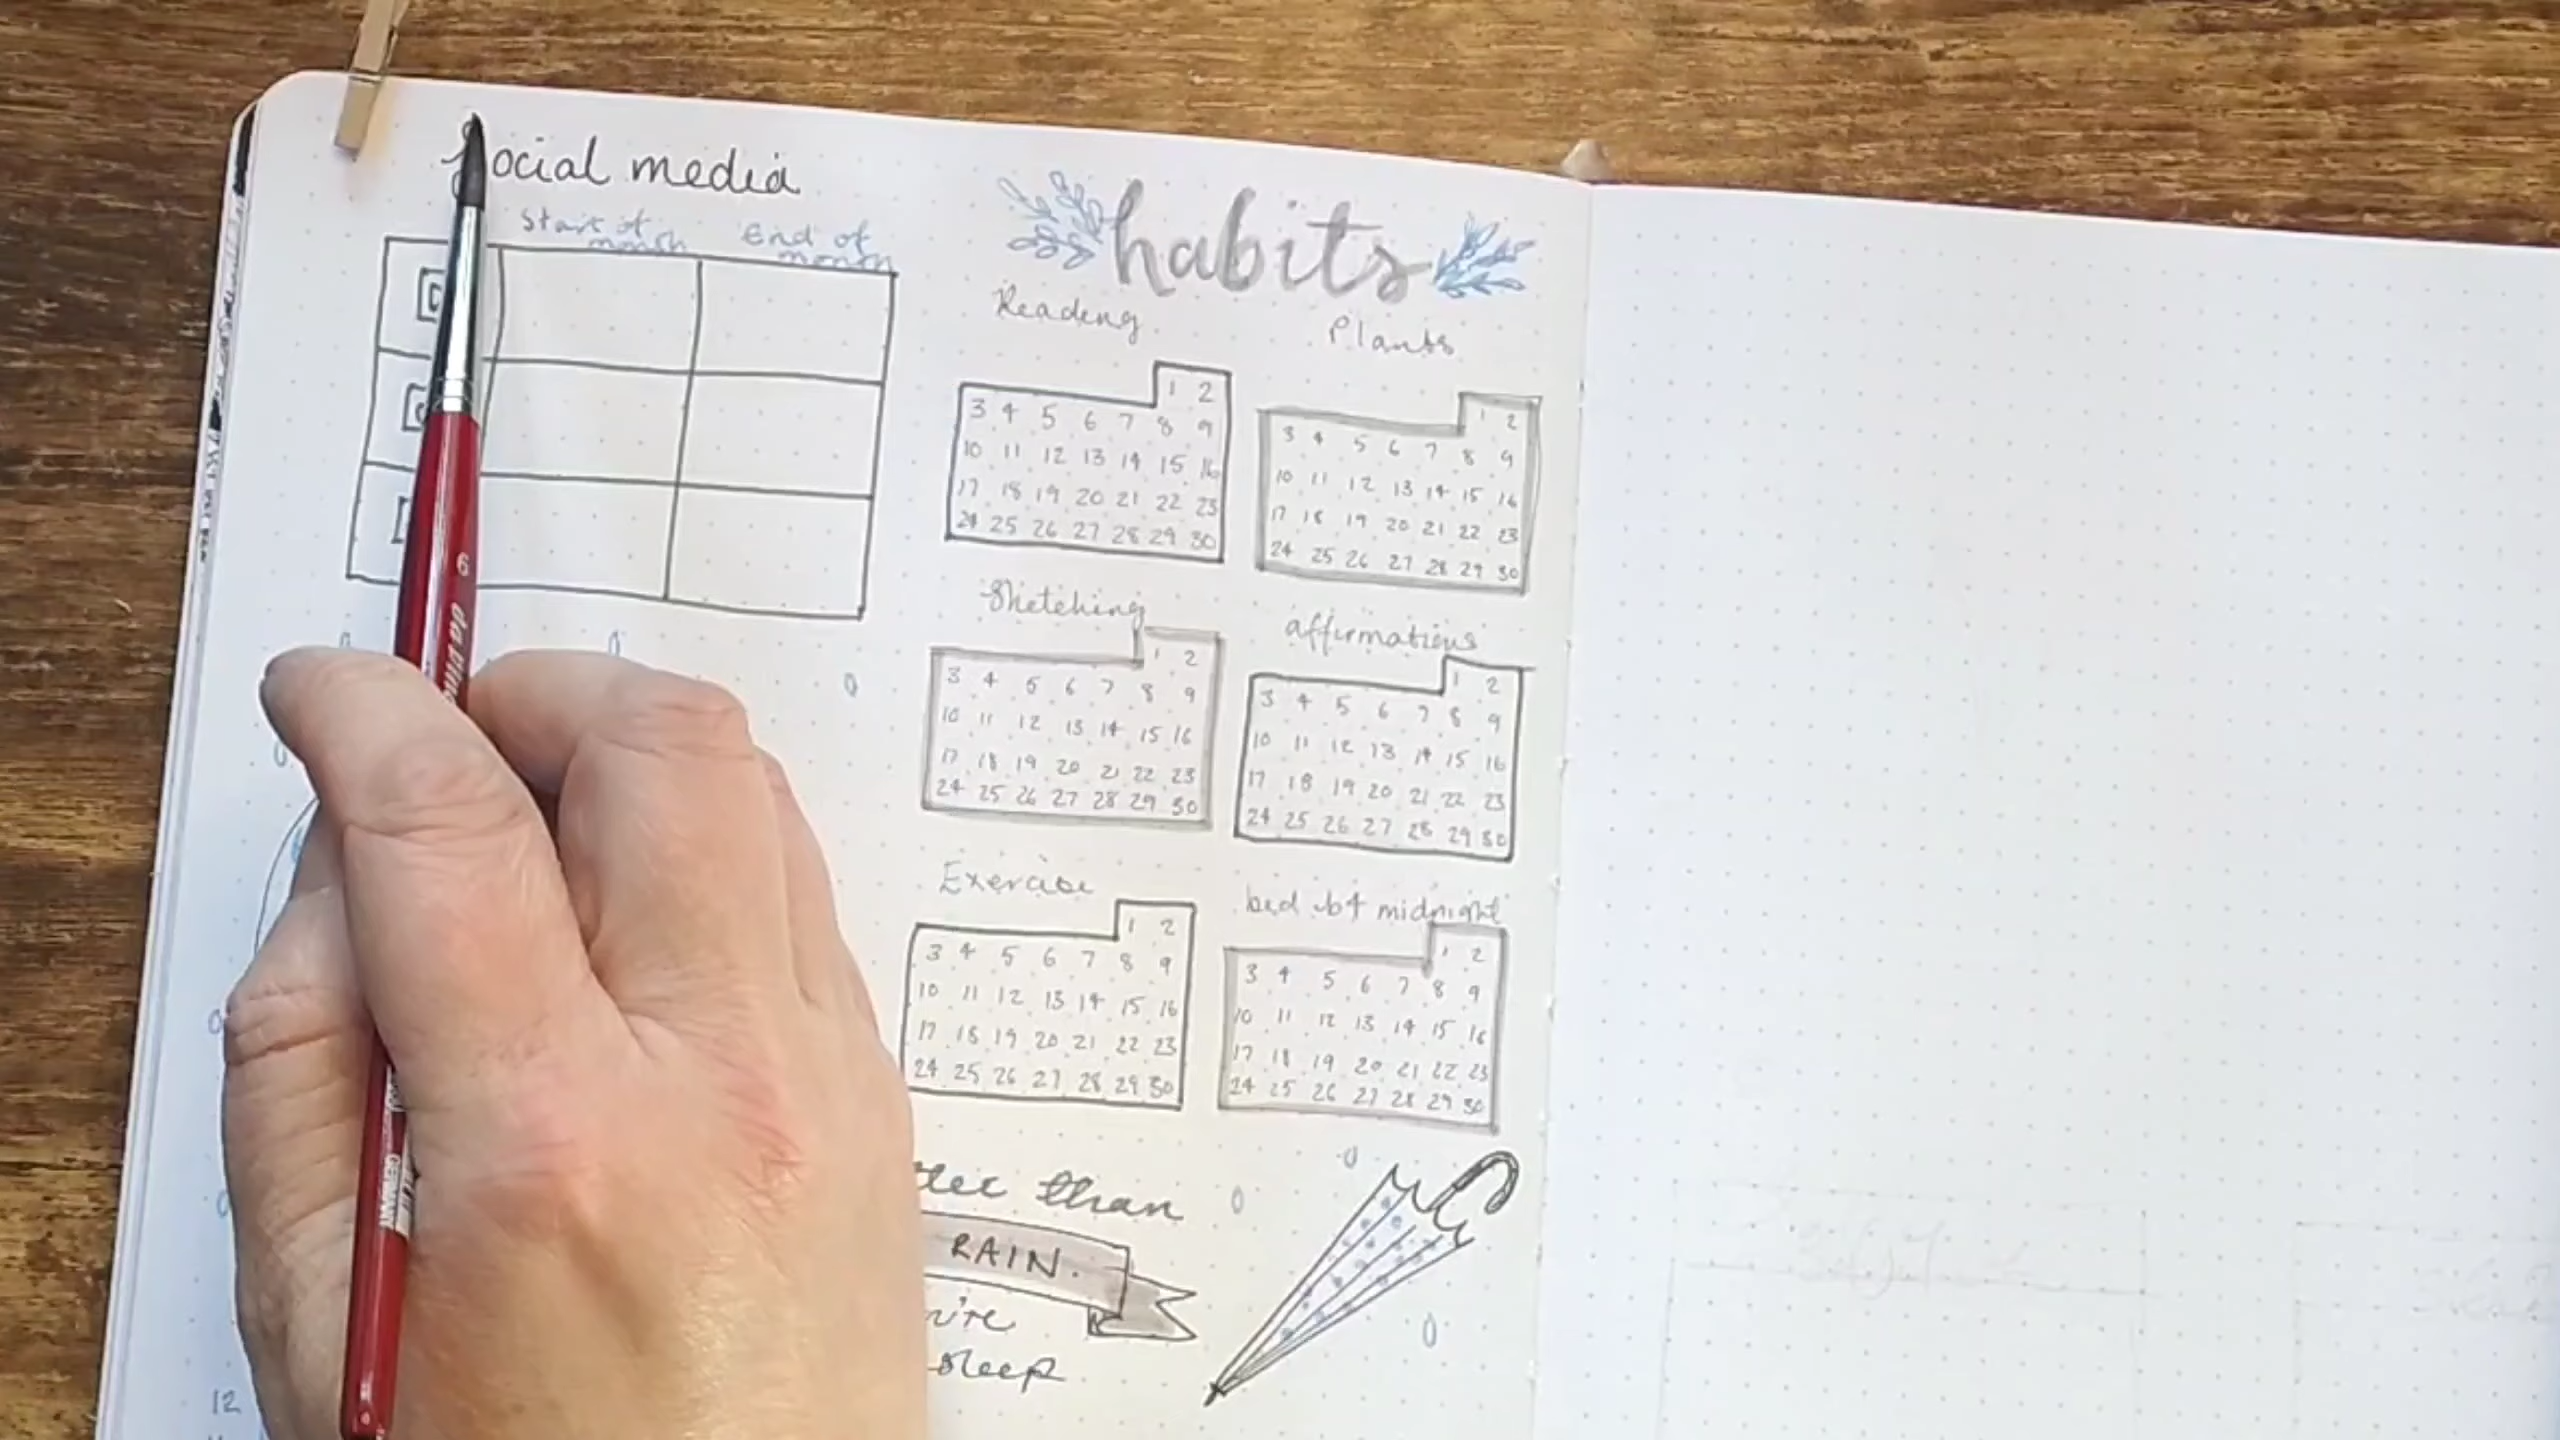 Social media
Start of
month
End of
month
habits
Reading
1 2
3 4 5 6 7 8 9
10 11 12 13 14 15 16
17 18 19 20 21 22 23
24 25 26 27 28 29 30
Plants
1 2
3 4 5 6 7 8 9
10 11 12 13 14 15 16
17 18 19 20 21 22 23
24 25 26 27 28 29 30
Sketching
1 2
3 4 5 6 7 8 9
10 11 12 13 14 15 16
17 18 19 20 21 22 23
24 25 26 27 28 29 30
affirmations
1 2
3 4 5 6 7 8 9
10 11 12 13 14 15 16
17 18 19 20 21 22 23
24 25 26 27 28 29 30
Exercise
1 2
3 4 5 6 7 8 9
10 11 12 13 14 15 16
17 18 19 20 21 22 23
24 25 26 27 28 29 30
bed b4 midnight
1 2
3 4 5 6 7 8 9
10 11 12 13 14 15 16
17 18 19 20 21 22 23
24 25 26 27 28 29 30
than
RAIN.
sleep
12
6
GERMANY